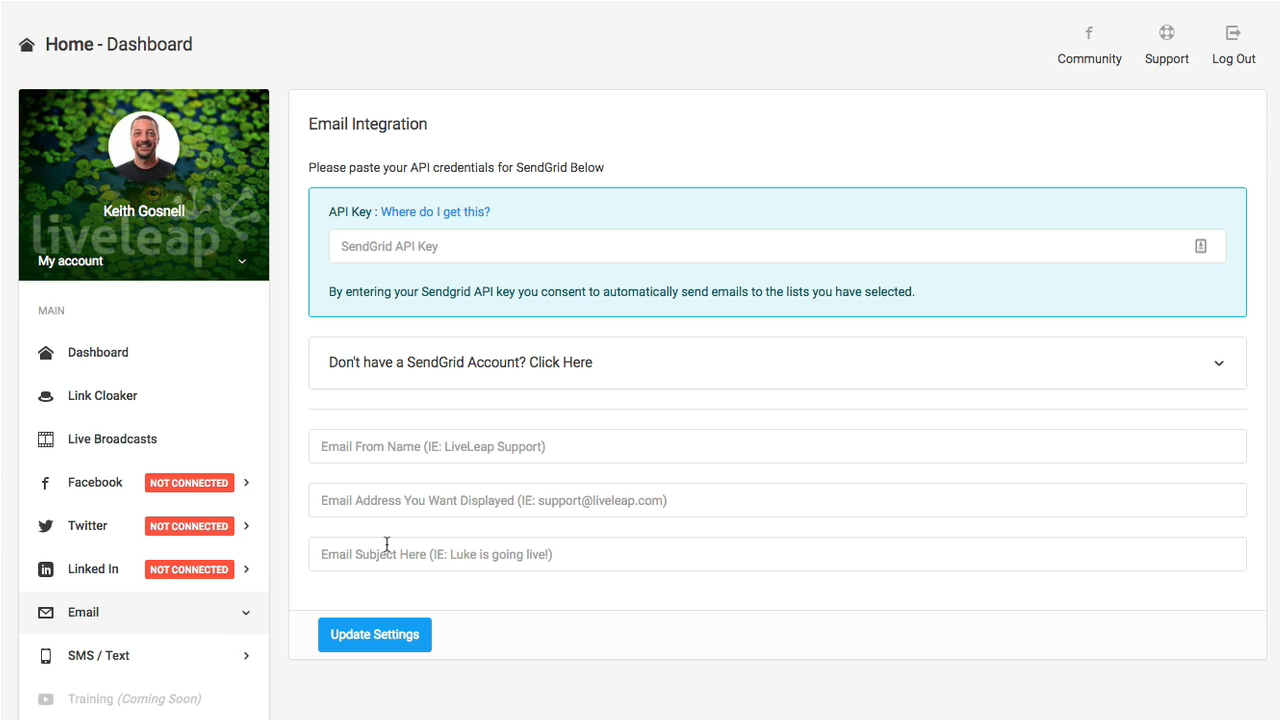 Home - Dashboard
Community
Support
Log Out
Keith Gosnell
liveleap
My account
MAIN
Dashboard
Link Cloaker
Live Broadcasts
Facebook NOT CONNECTED
Twitter NOT CONNECTED
Linked In NOT CONNECTED
Email
SMS / Text
Training (Coming Soon)
Email Integration
Please paste your API credentials for SendGrid Below
API Key : Where do I get this?
SendGrid API Key
By entering your Sendgrid API key you consent to automatically send emails to the lists you have selected.
Don't have a SendGrid Account? Click Here
Email From Name (IE: LiveLeap Support)
Email Address You Want Displayed (IE: support@liveleap.com)
Email Subject Here (IE: Luke is going live!)
Update Settings